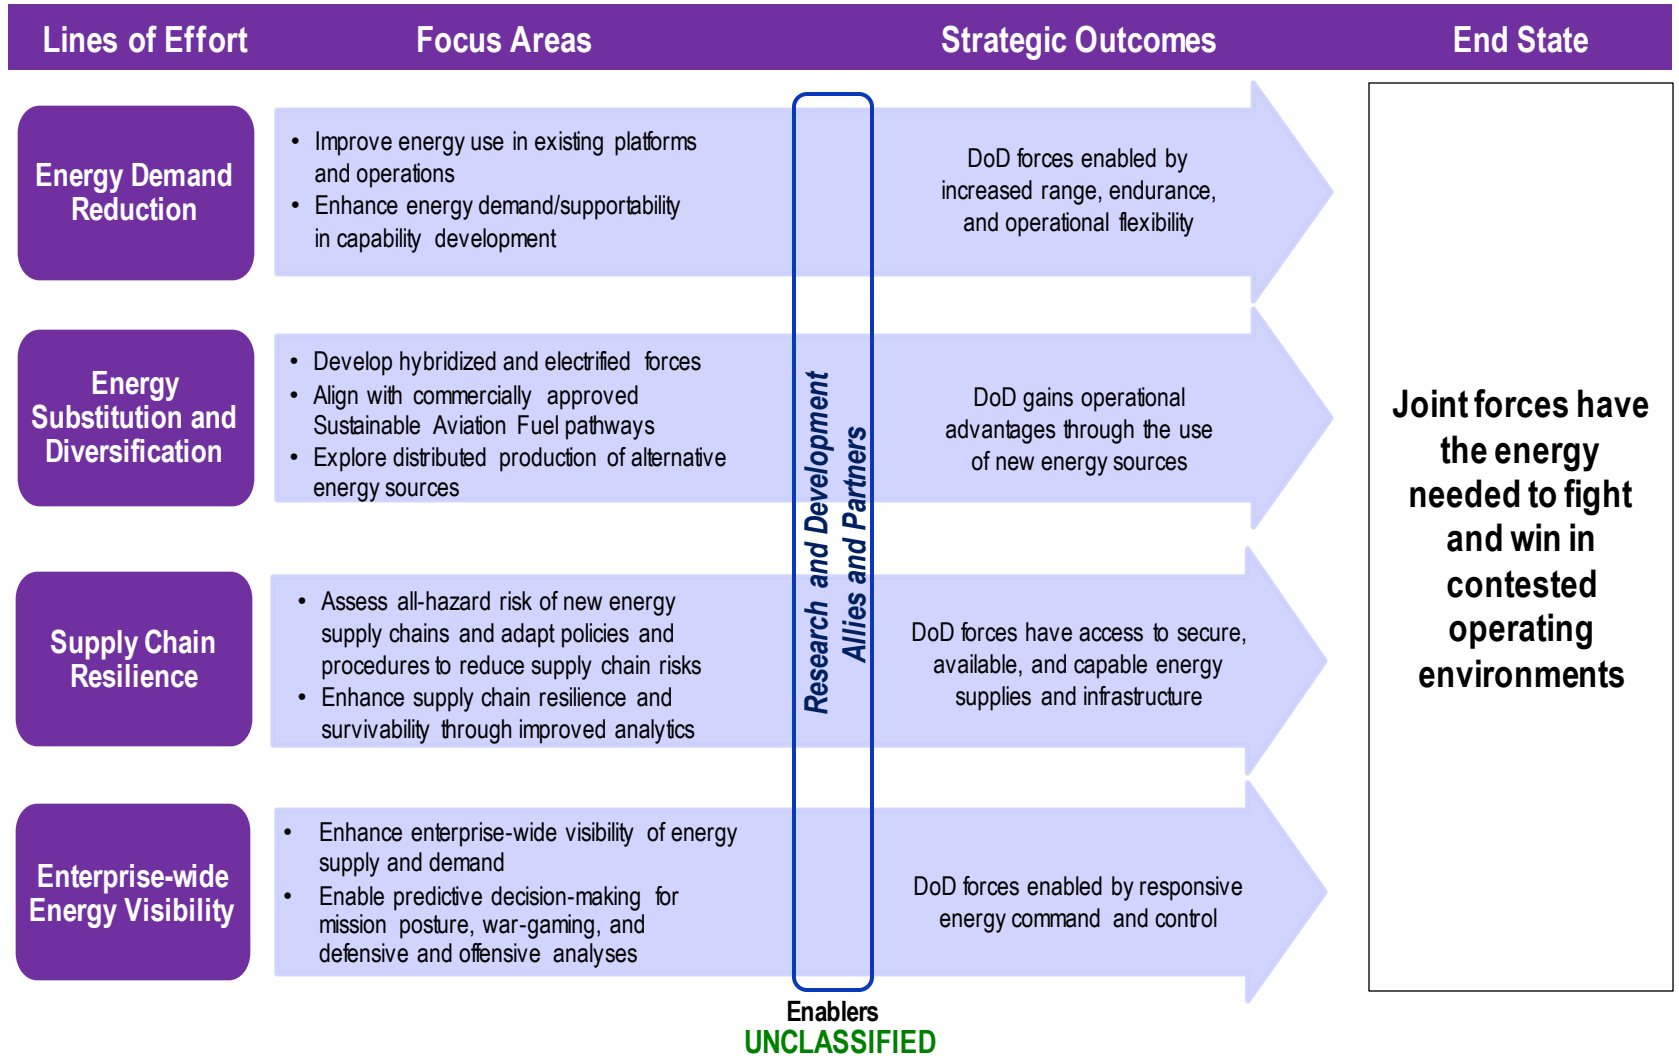 Lines of Effort
Focus Areas
Strategic Outcomes
End State
Energy Demand
Reduction
• Improve energy use in existing platforms
and operations
• Enhance energy demand/supportability
in capability development
DoD forces enabled by
increased range, endurance,
and operational flexibility
Energy
Substitution and
Diversification
• Develop hybridized and electrified forces
• Align with commercially approved
Sustainable Aviation Fuel pathways
• Explore distributed production of alternative
energy sources
DoD gains operational
advantages through the use
of new energy sources
Supply Chain
Resilience
• Assess all-hazard risk of new energy
supply chains and adapt policies and
procedures to reduce supply chain risks
• Enhance supply chain resilience and
survivability through improved analytics
DoD forces have access to secure,
available, and capable energy
supplies and infrastructure
Enterprise-wide
Energy Visibility
• Enhance enterprise-wide visibility of energy
supply and demand
• Enable predictive decision-making for
mission posture, war-gaming, and
defensive and offensive analyses
DoD forces enabled by responsive
energy command and control
Research and Development
Allies and Partners
Joint forces have
the energy
needed to fight
and win in
contested
operating
environments
Enablers
UNCLASSIFIED